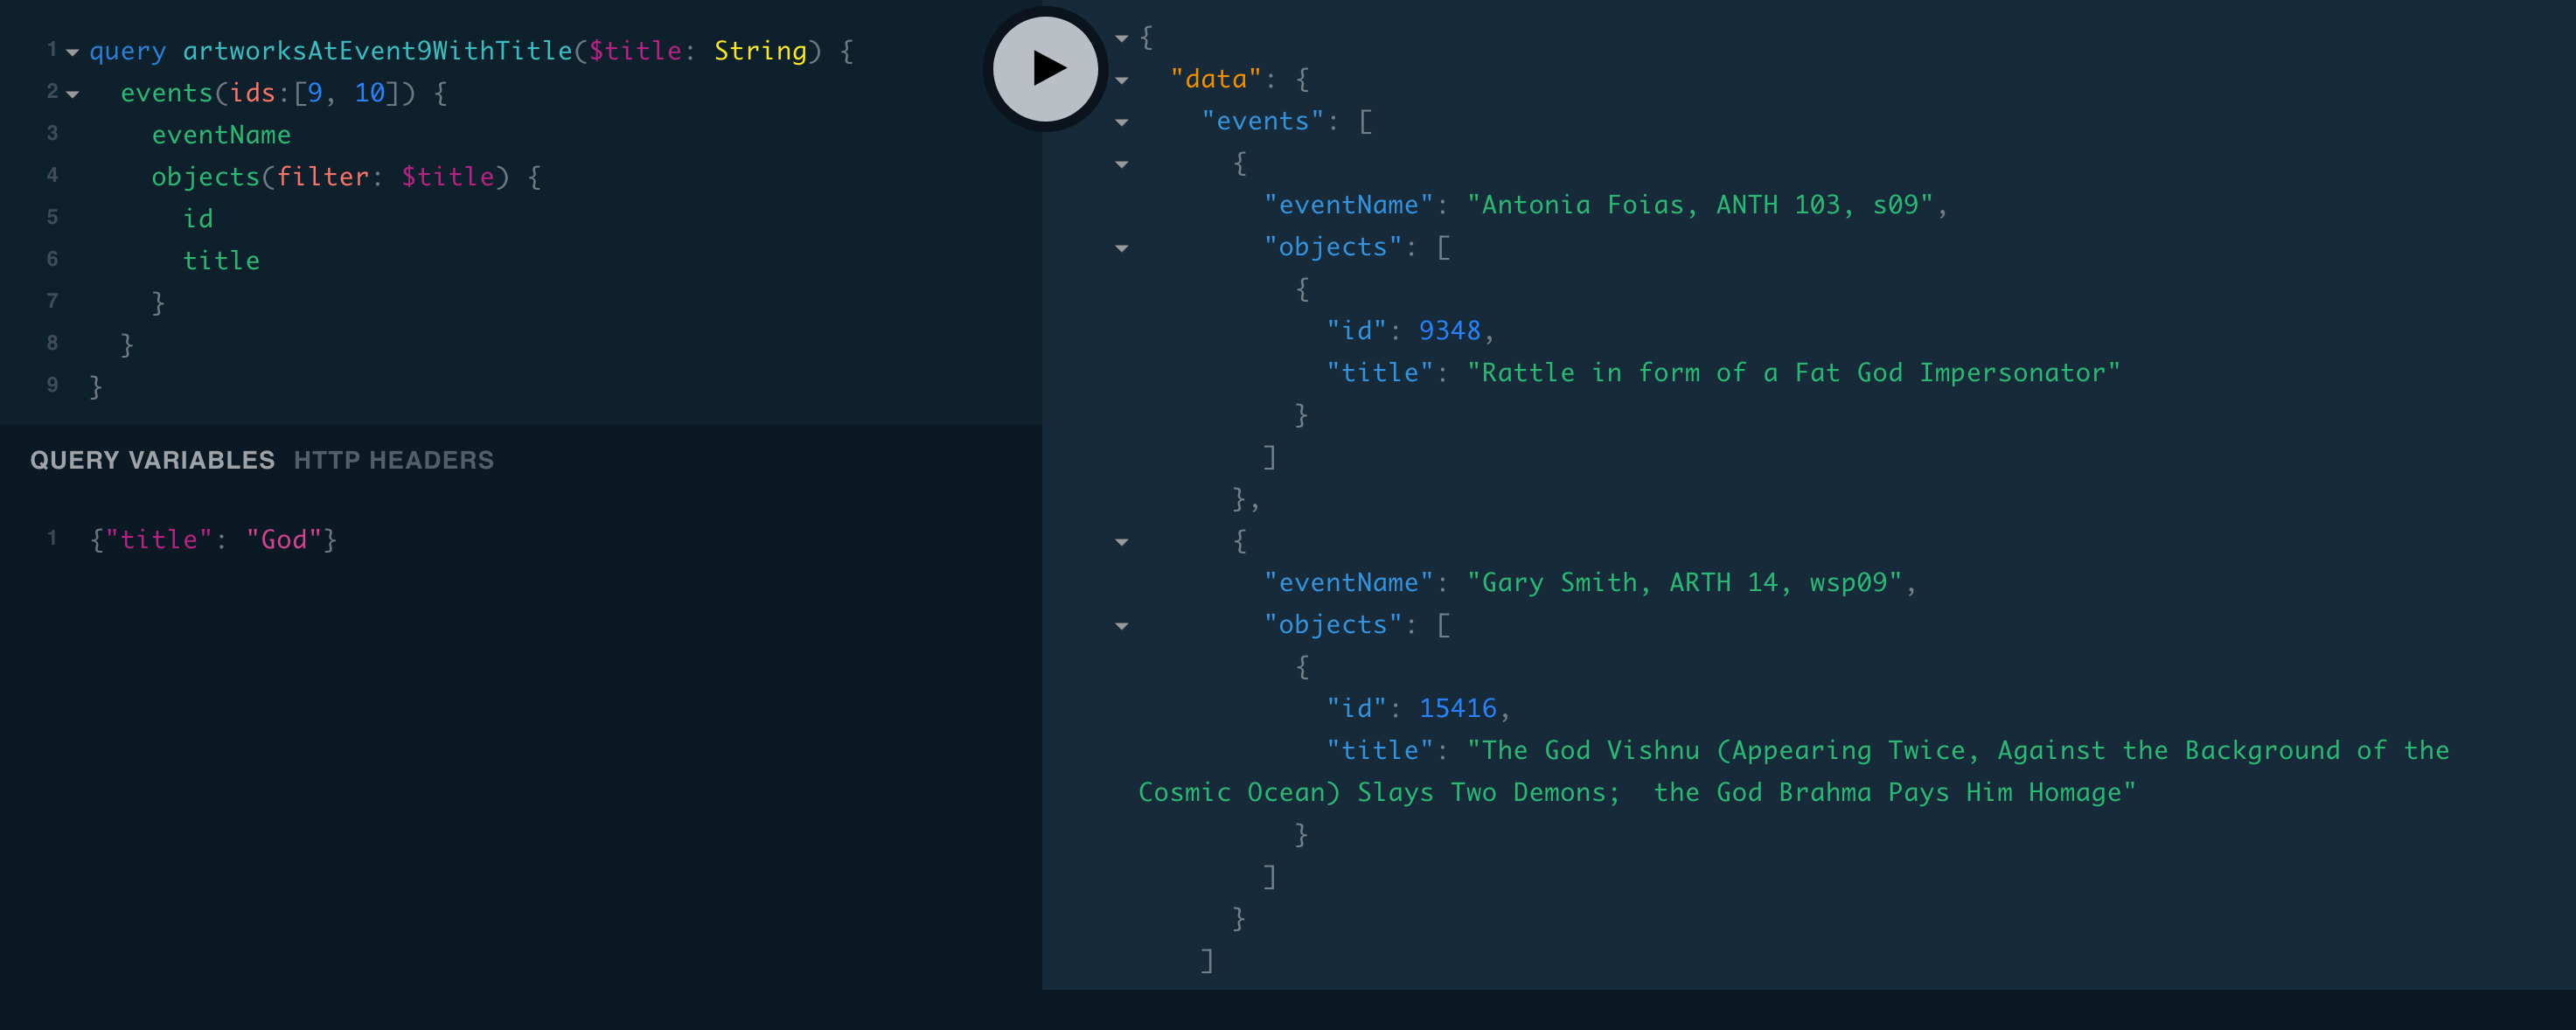 1 query artworksAtEvent9WithTitle($title: String) {
2   events(ids:[9, 10]) {
3     eventName
4     objects(filter: $title) {
5       id
6       title
7     }
8   }
9 }
QUERY VARIABLES HTTP HEADERS
1 {"title": "God"}
{
  "data": {
    "events": [
      {
        "eventName": "Antonia Foias, ANTH 103, s09",
        "objects": [
          {
            "id": 9348,
            "title": "Rattle in form of a Fat God Impersonator"
          }
        ]
      },
      {
        "eventName": "Gary Smith, ARTH 14, wsp09",
        "objects": [
          {
            "id": 15416,
            "title": "The God Vishnu (Appearing Twice, Against the Background of the
Cosmic Ocean) Slays Two Demons;  the God Brahma Pays Him Homage"
          }
        ]
      }
    ]